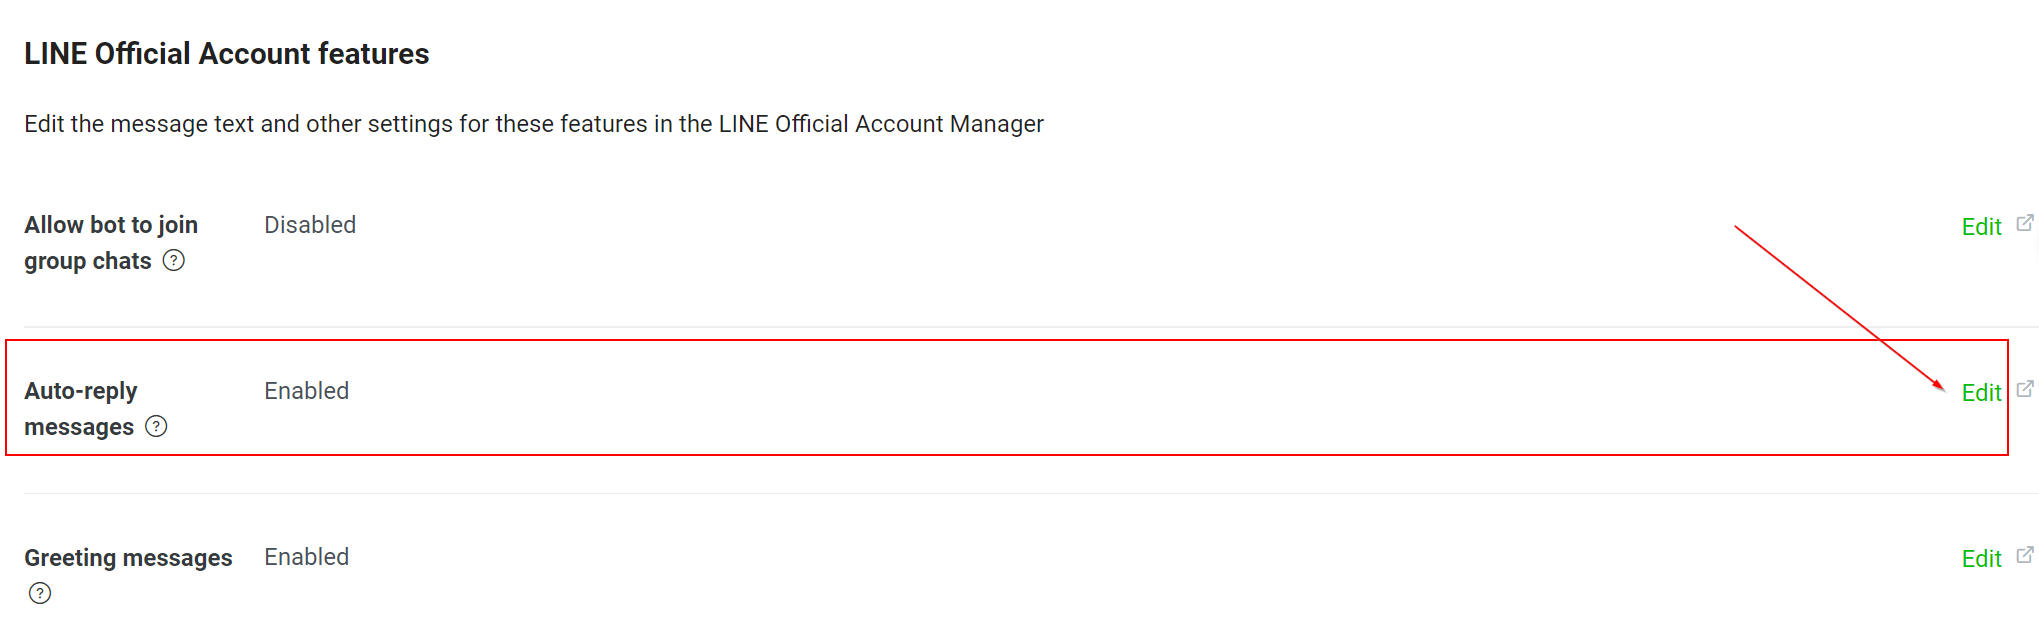 LINE Official Account features
Edit the message text and other settings for these features in the LINE Official Account Manager
Allow bot to join Disabled Edit
group chats ?
Auto-reply Enabled Edit
messages ?
Greeting messages Enabled Edit
?